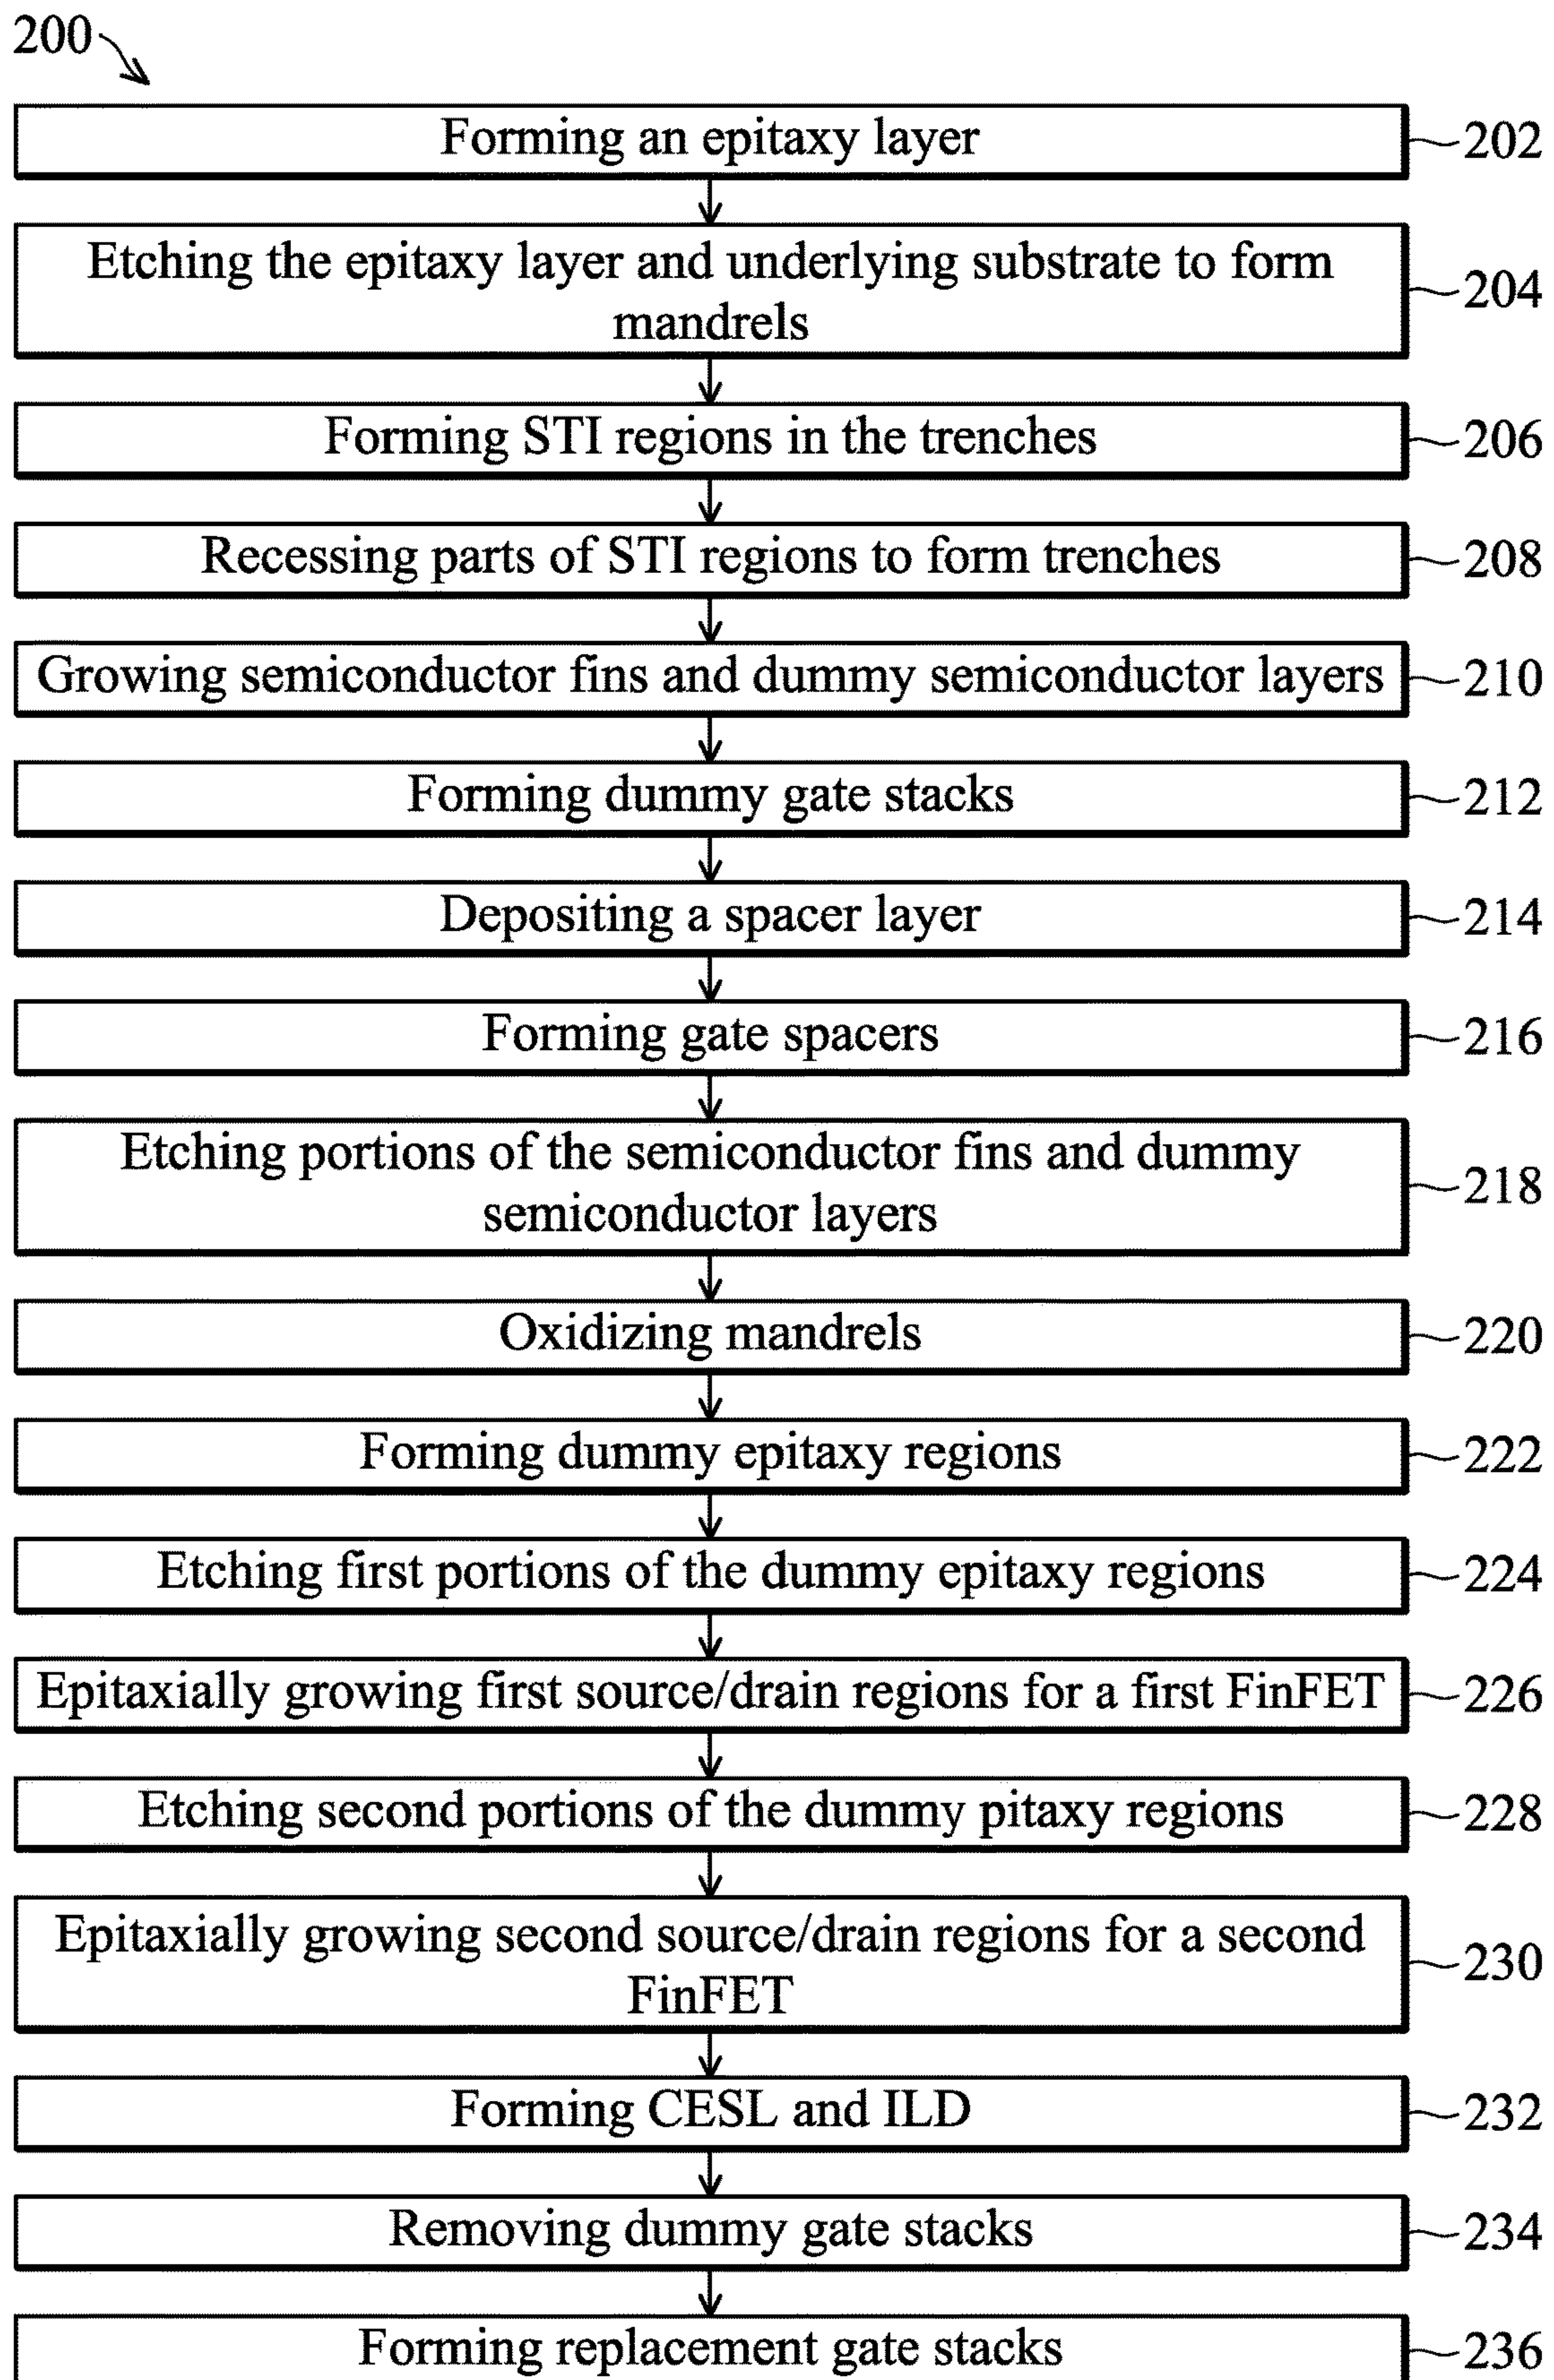 200
Forming an epitaxy layer
202
Etching the epitaxy layer and underlying substrate to form
mandrels
204
Forming STI regions in the trenches
206
Recessing parts of STI regions to form trenches
208
Growing semiconductor fins and dummy semiconductor layers
210
Forming dummy gate stacks
212
Depositing a spacer layer
214
Forming gate spacers
216
Etching portions of the semiconductor fins and dummy
semiconductor layers
218
Oxidizing mandrels
220
Forming dummy epitaxy regions
222
Etching first portions of the dummy epitaxy regions
224
Epitaxially growing first source/drain regions for a first FinFET
226
Etching second portions of the dummy pitaxy regions
228
Epitaxially growing second source/drain regions for a second
FinFET
230
Forming CESL and ILD
232
Removing dummy gate stacks
234
Forming replacement gate stacks
236